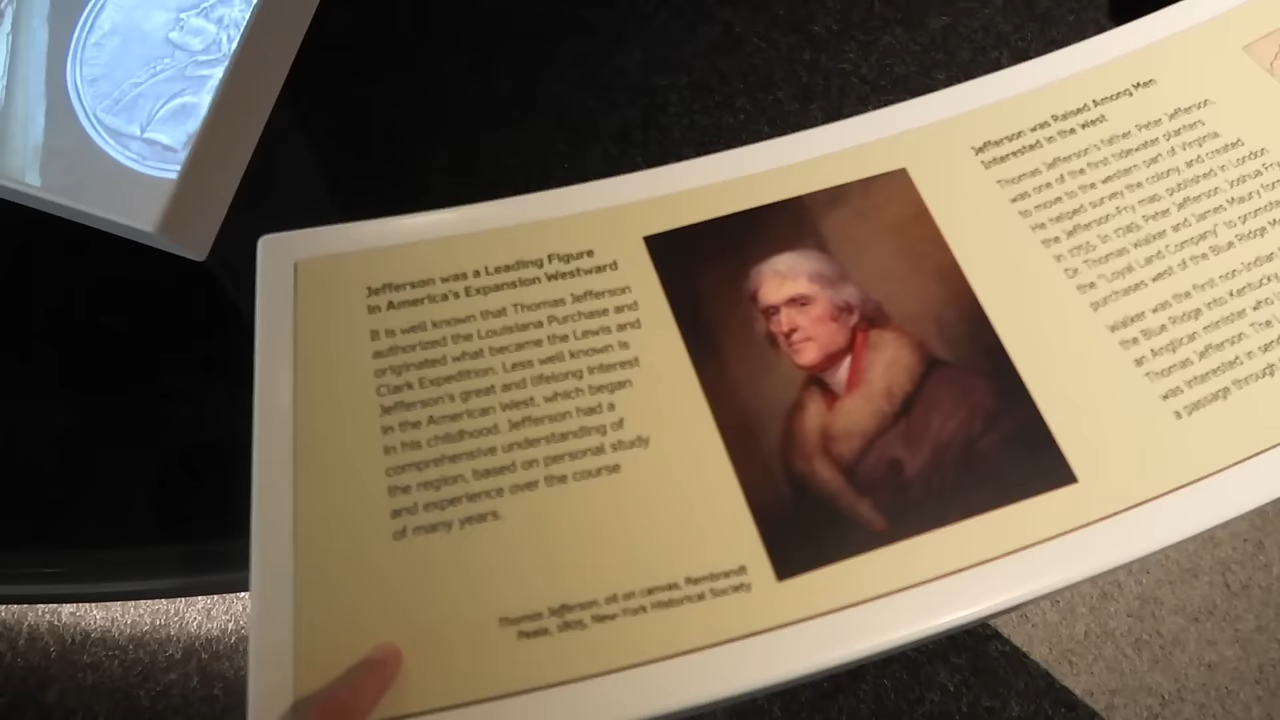 Jefferson was a Leading Figure
in America's Expansion Westward
It is well known that Thomas Jefferson
authorized the Louisiana Purchase and
originated what became the Lewis and
Clark Expedition. Less well known is
Jefferson's great and lifelong interest
in the American West, which began
in his childhood. Jefferson had a
comprehensive understanding of
the region, based on personal study
and experience over the course
of many years.
Thomas Jefferson, oil on canvas, Rembrandt
Peale, 1805, New-York Historical Society
Jefferson was Raised Among Men
Interested in the West
Thomas Jefferson's father, Peter Jefferson,
was one of the first tidewater planters
to move to the western part of Virginia.
He helped survey the colony, and created
the Jefferson-Fry map, published in London
in 1755. In 1749, Peter Jefferson, Joshua Fry
Dr. Thomas Walker and James Maury
the "Loyal Land Company" to promote
purchases west of the Blue Ridge
Walker was the first non-Indian
the Blue Ridge into Kentucky
an Anglican minister who
Thomas Jefferson. The
was interested in
a passage through